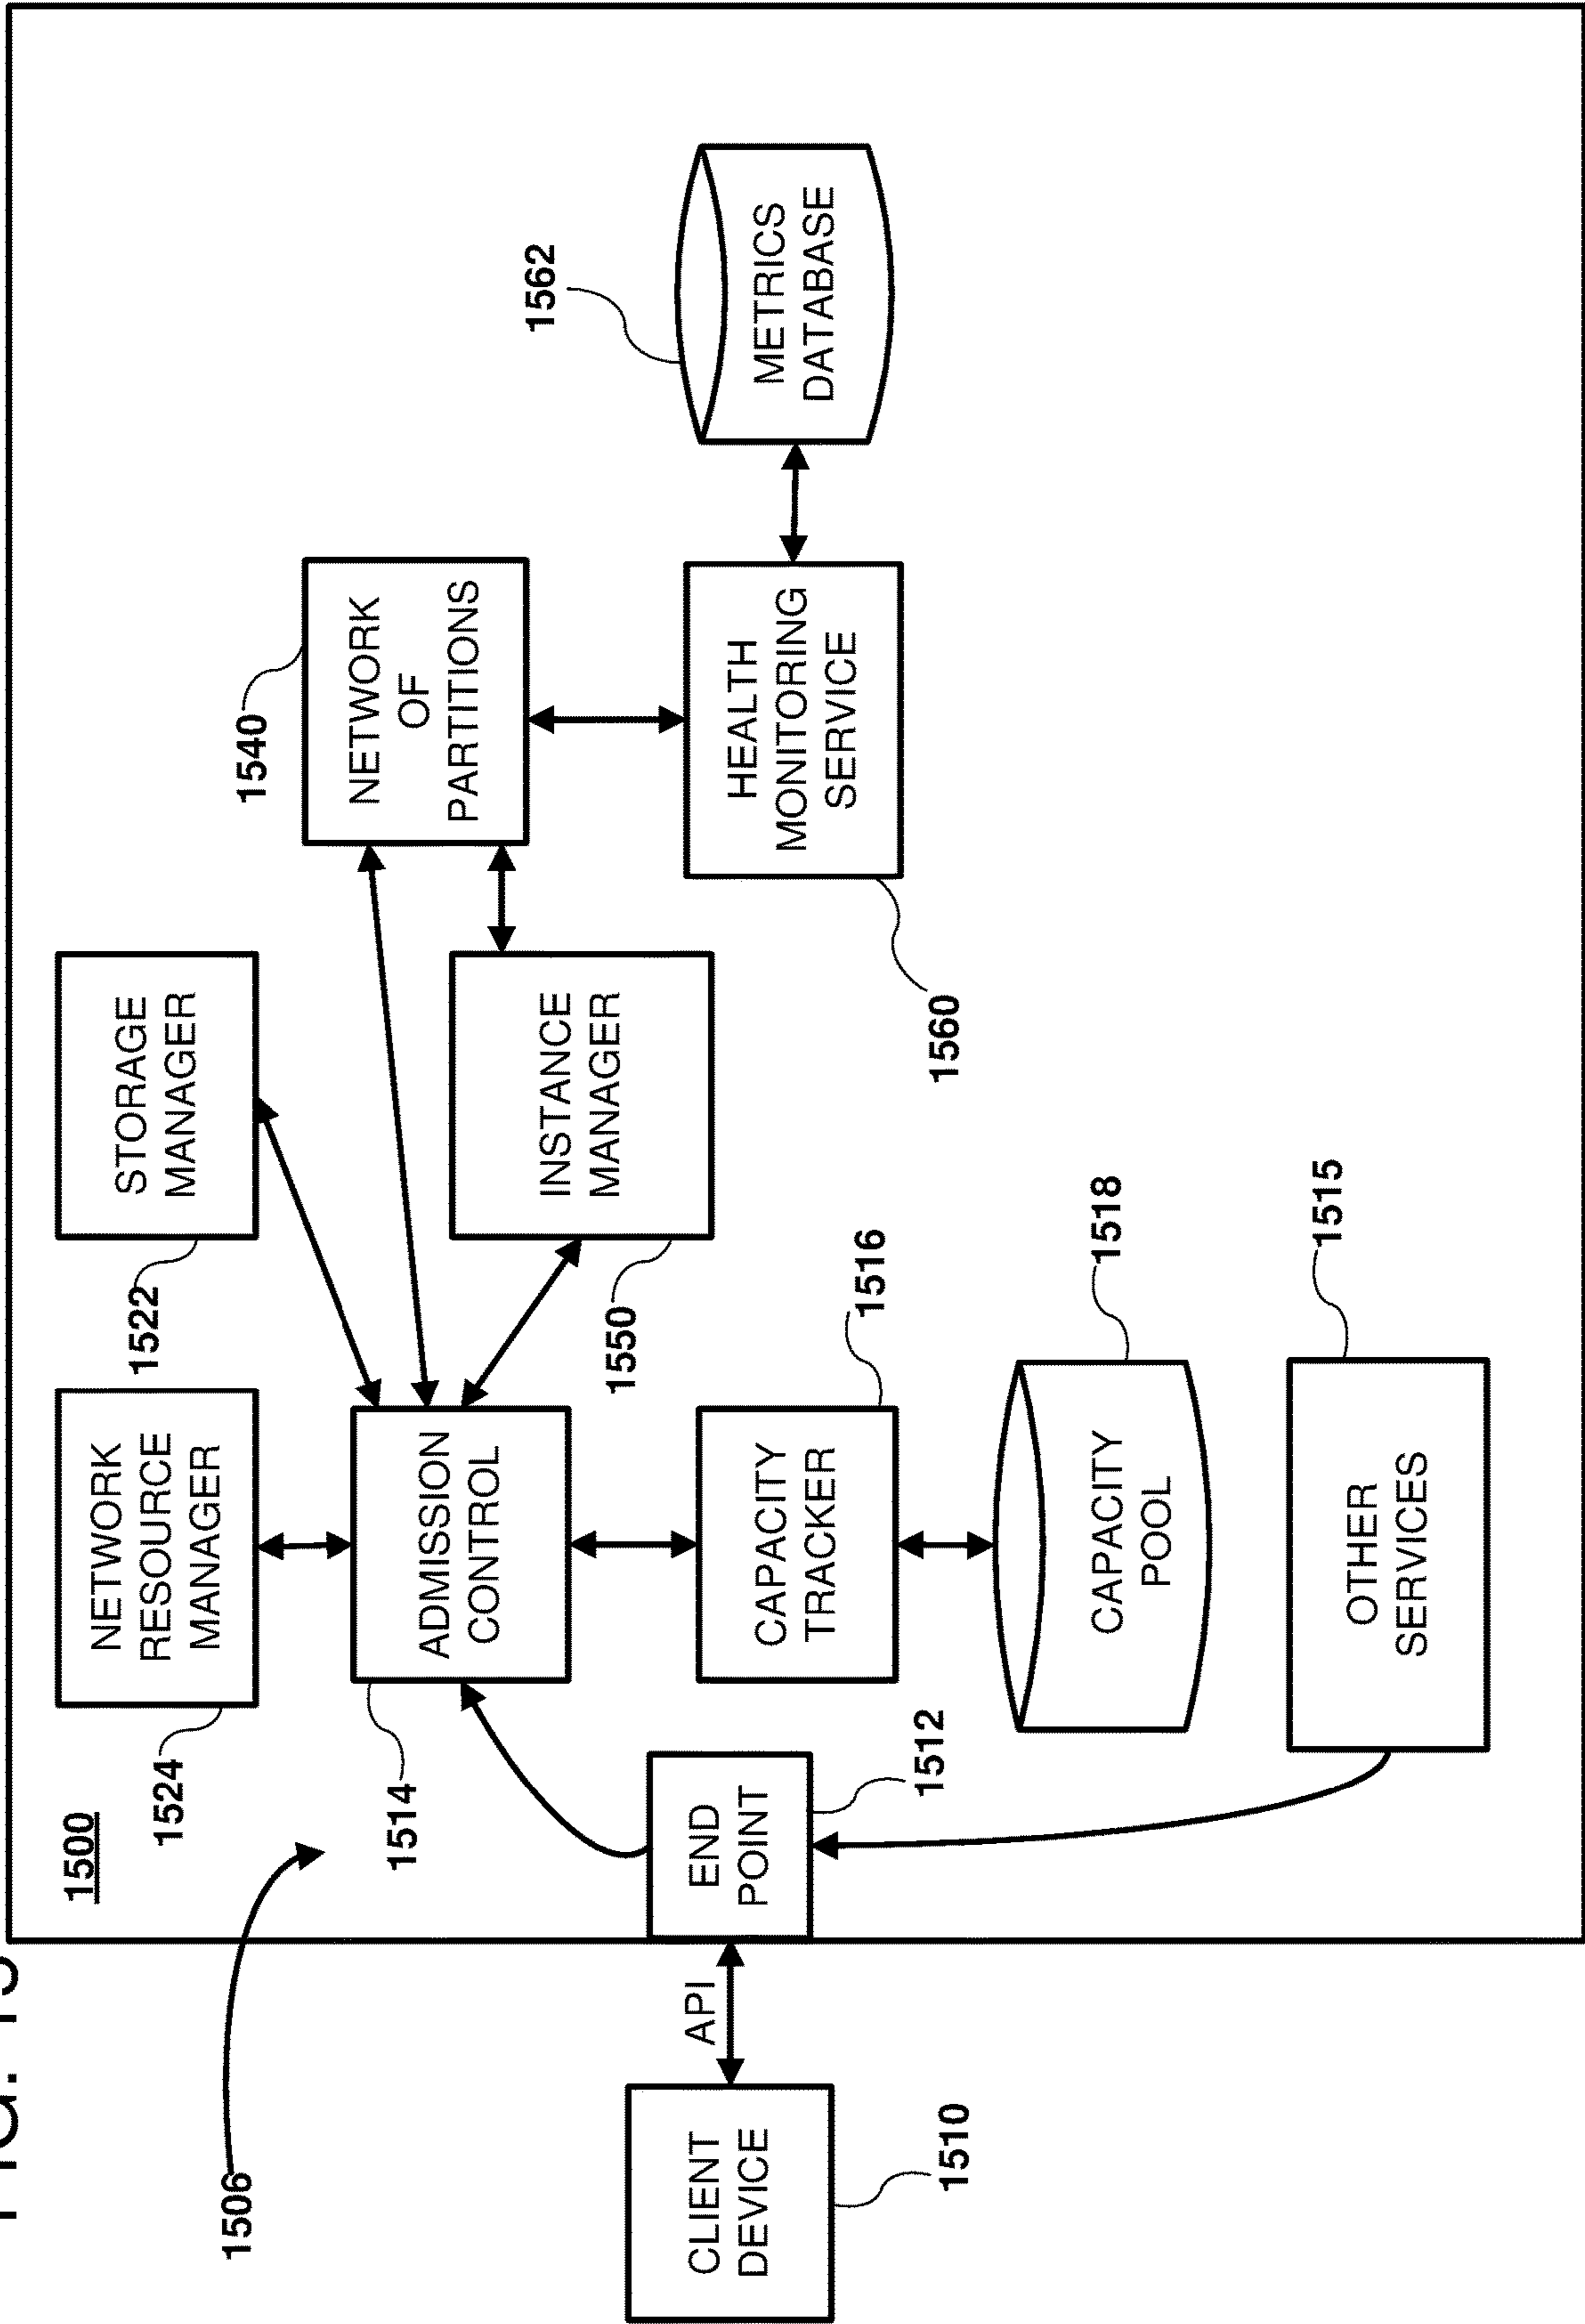 1500
1506
1524
NETWORK
RESOURCE
MANAGER
1522
STORAGE
MANAGER
1514
ADMISSION
CONTROL
1540
NETWORK
OF
PARTITIONS
1550
INSTANCE
MANAGER
1562
METRICS
DATABASE
CLIENT
DEVICE
1510
API
END
POINT
1512
CAPACITY
TRACKER
1516
1560
HEALTH
MONITORING
SERVICE
CAPACITY
POOL
1518
OTHER
SERVICES
1515